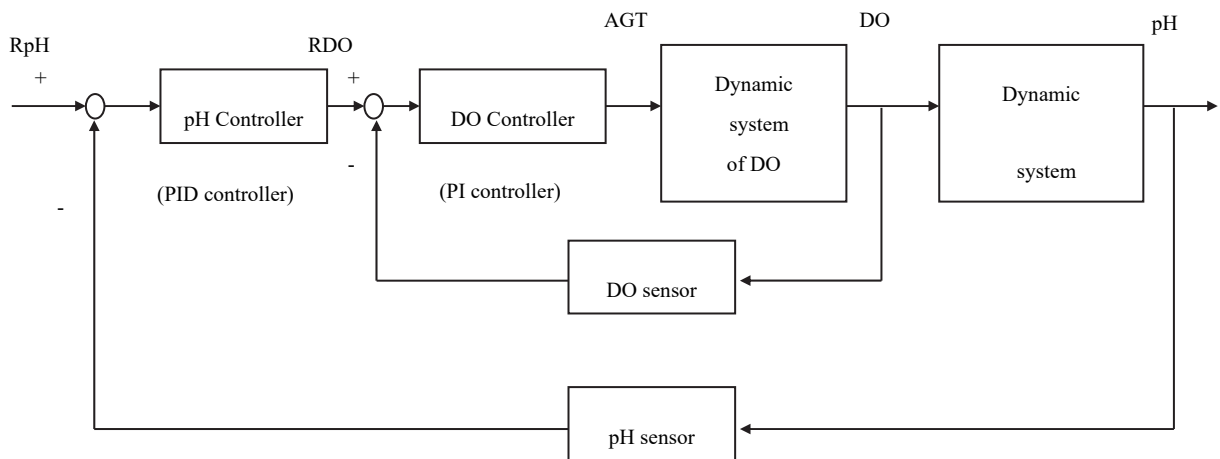 AGT
DO
pH
RpH
RDO
+
+
pH Controller
DO Controller
Dynamic
system
of DO
Dynamic
system
-
-
(PID controller)
(PI controller)
DO sensor
pH sensor